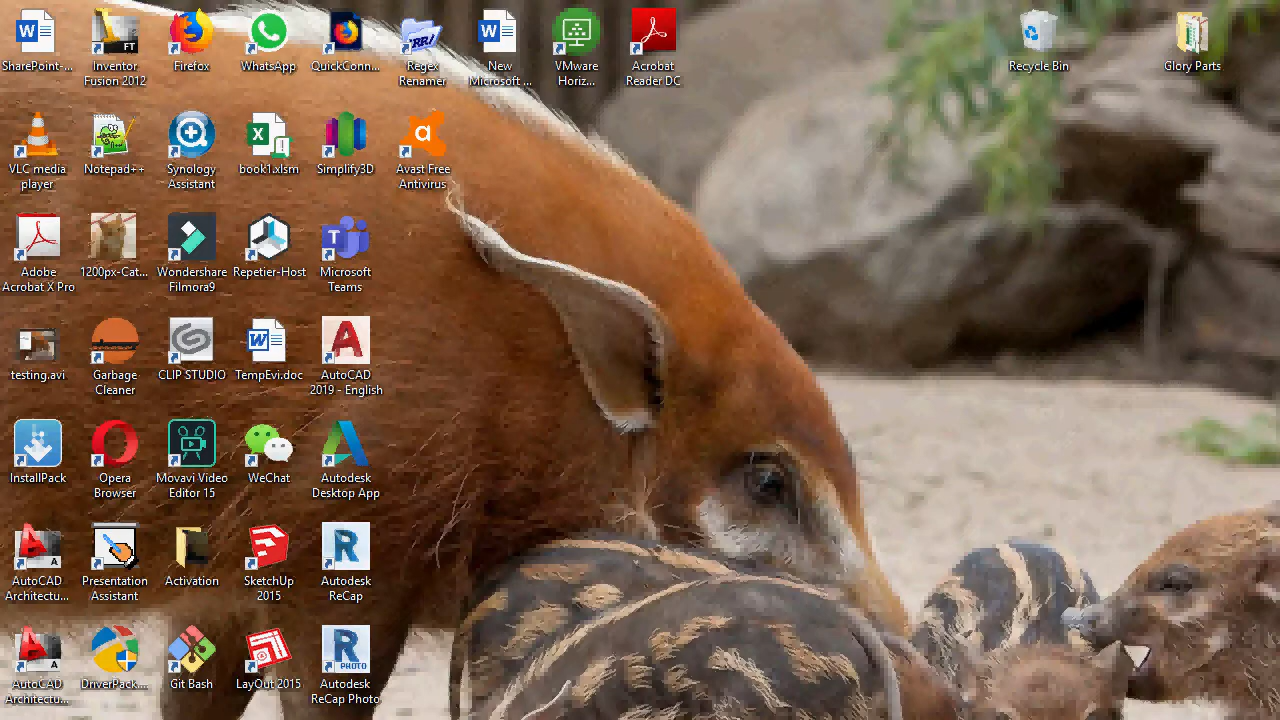 SharePoint-...
Inventor
Fusion 2012
Firefox
WhatsApp
QuickConn...
Regex
Renamer
New
Microsoft ...
VMware
Horiz...
Acrobat
Reader DC
Recycle Bin
Glory Parts
VLC media
player
Notepad++
Synology
Assistant
book1.xlsm
Simplify3D
Avast Free
Antivirus
Adobe
Acrobat X Pro
1200px-Cat...
Wondershare
Filmora9
Repetier-Host
Microsoft
Teams
testing.avi
Garbage
Cleaner
CLIP STUDIO
TempEvi.doc
AutoCAD
2019 - English
InstallPack
Opera
Browser
Movavi Video
Editor 15
WeChat
Autodesk
Desktop App
AutoCAD
Architectu...
Presentation
Assistant
Activation
SketchUp
2015
Autodesk
ReCap
AutoCAD
Architectu...
DriverPack...
Git Bash
LayOut 2015
Autodesk
ReCap Photo